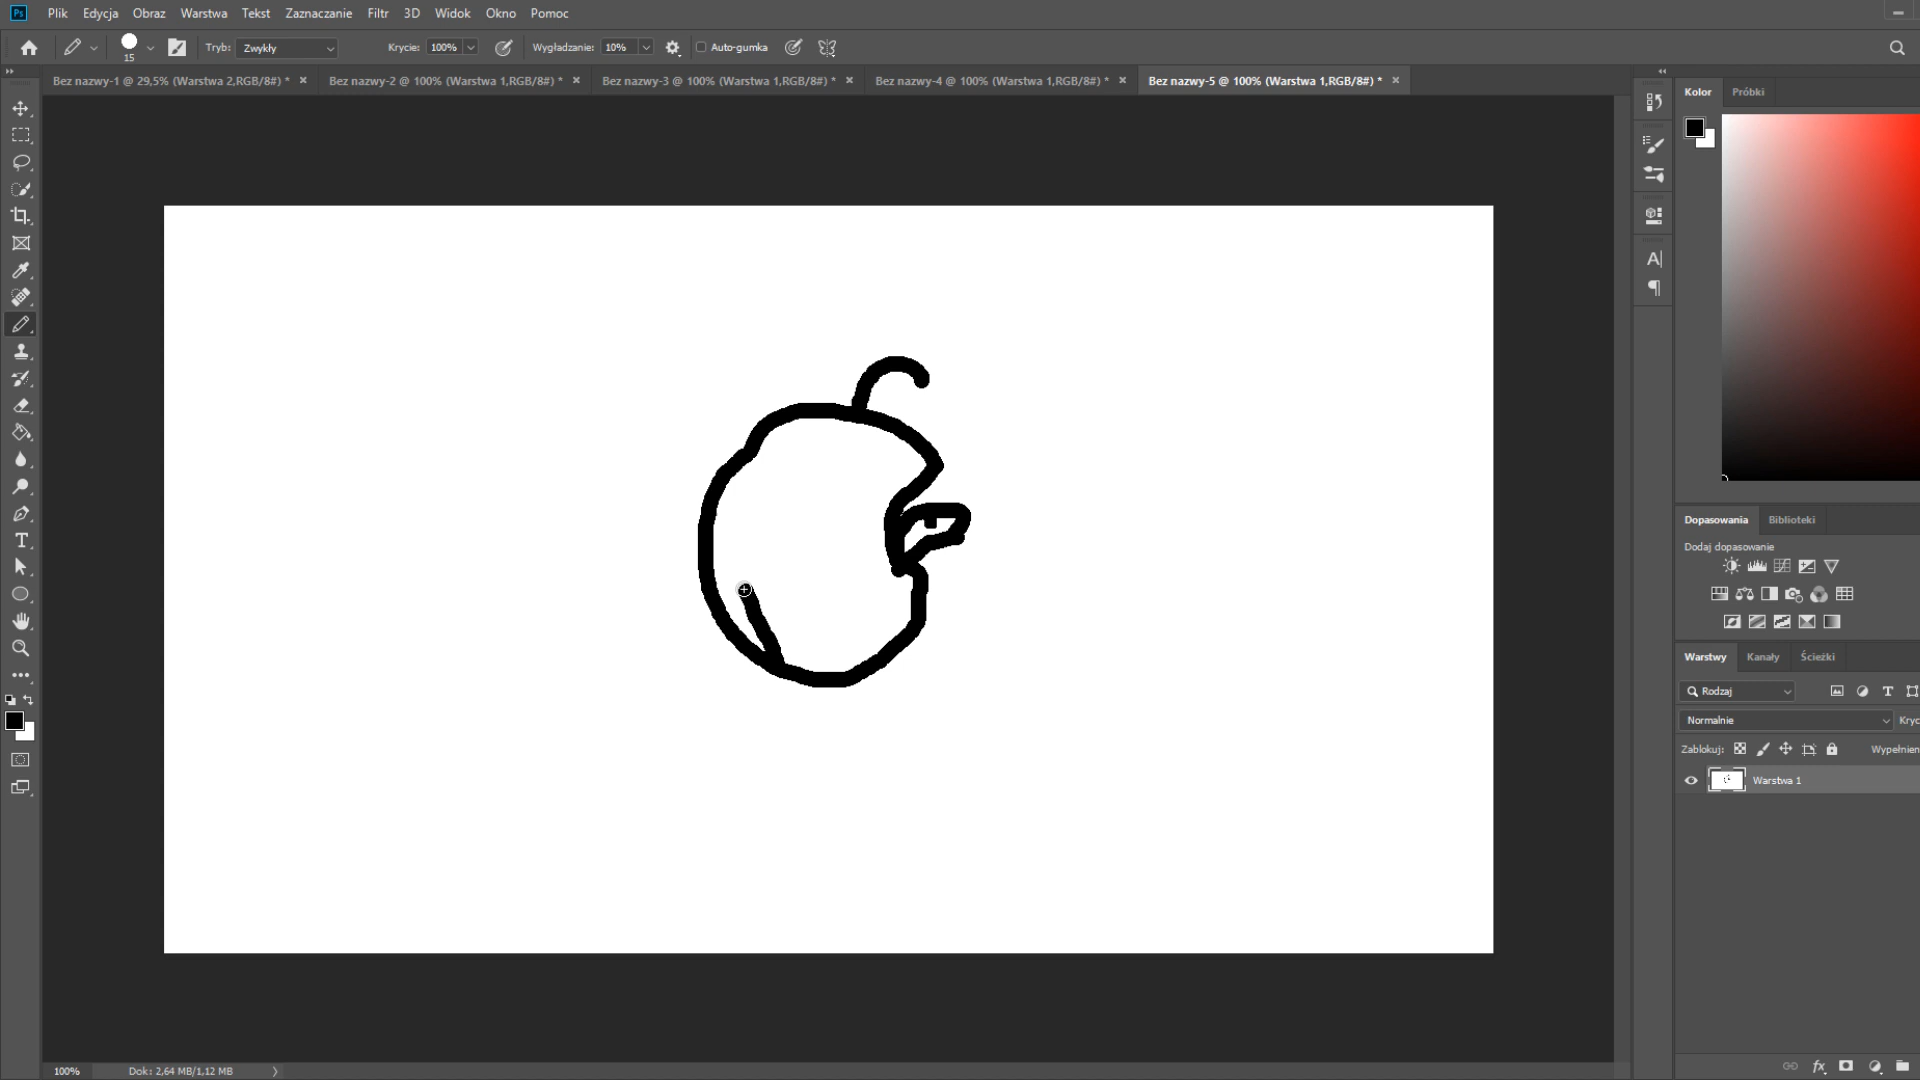 Ps Plik Edycja Obraz Warstwa Tekst Zaznaczanie Filtr 3D Widok Okno Pomoc
15 Tryb: Zwykły Krycie: 100% Wygładzanie: 10% Auto-gumka
Bez nazwy-1 @ 29,5% (Warstwa 2,RGB/8#) * Bez nazwy-2 @ 100% (Warstwa 1,RGB/8#) * Bez nazwy-3 @ 100% (Warstwa 1,RGB/8#) * Bez nazwy-4 @ 100% (Warstwa 1,RGB/8#) * Bez nazwy-5 @ 100% (Warstwa 1,RGB/8#) *
Kolor Próbki
Dopasowania Biblioteki
Dodaj dopasowanie
Warstwy Kanały Ścieżki
Rodzaj
Normalnie Kryc
Zablokuj: Wypełnien
Warstwa 1
fx
100% Dok: 2,64 MB/1,12 MB